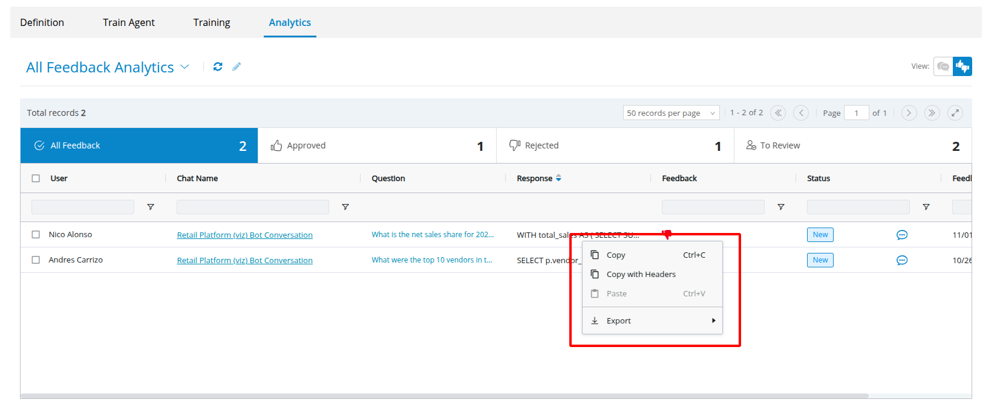 Definition Train Agent Training Analytics
All Feedback Analytics View:
Total records 2 50 records per page 1 - 2 of 2 Page 1 of 1
All Feedback 2 Approved 1 Rejected 1 To Review 2
User Chat Name Question Response Feedback Status
Nico Alonso Retail Platform (viz) Bot Conversation What is the net sales share for 202... WITH total_sales AS ( SELECT SU... New 11/01
Andres Carrizo Retail Platform (viz) Bot Conversation What were the top 10 vendors in t... SELECT p.vendor_ New 10/26
Copy Ctrl+C
Copy with Headers
Paste Ctrl+V
Export